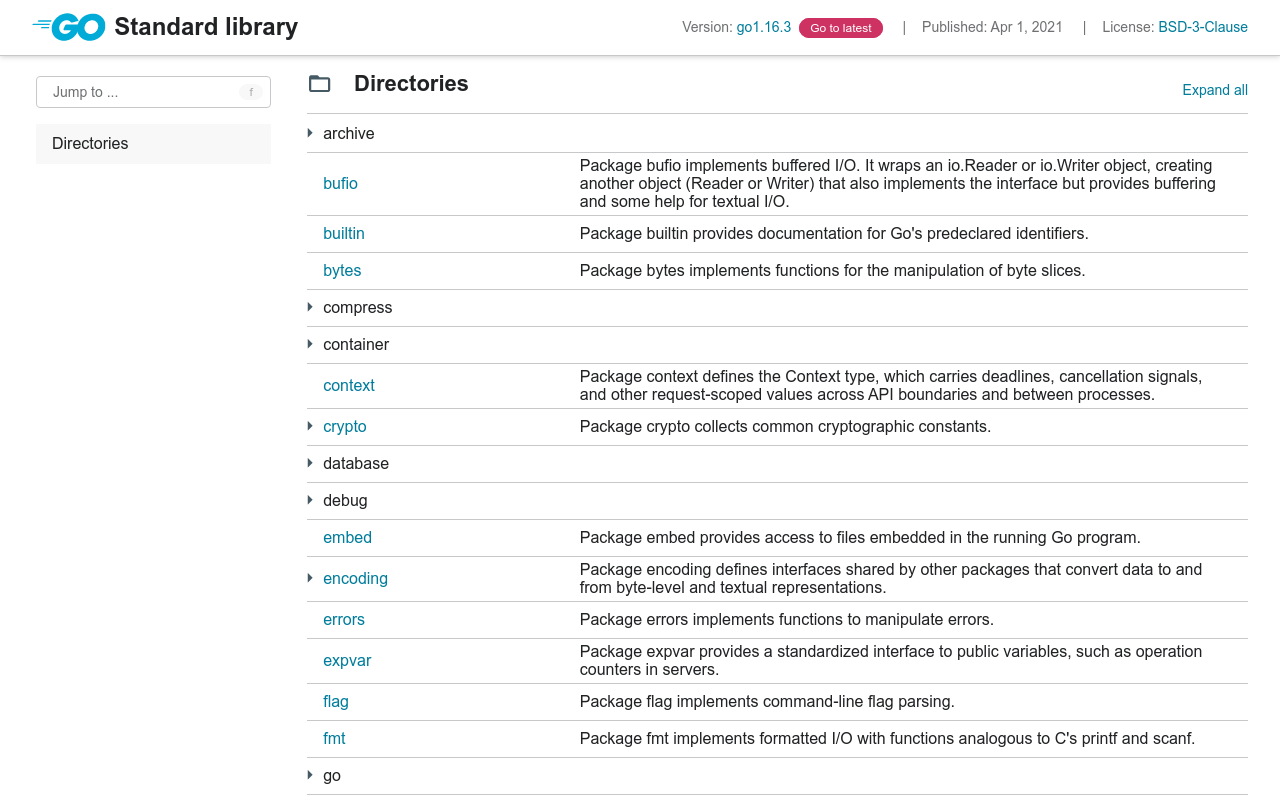 GO Standard library
Version: go1.16.3 Go to latest | Published: Apr 1, 2021 | License: BSD-3-Clause
Jump to ... f
Directories
Directories
Expand all
archive
bufio
Package bufio implements buffered I/O. It wraps an io.Reader or io.Writer object, creating
another object (Reader or Writer) that also implements the interface but provides buffering
and some help for textual I/O.
builtin
Package builtin provides documentation for Go's predeclared identifiers.
bytes
Package bytes implements functions for the manipulation of byte slices.
compress
container
context
Package context defines the Context type, which carries deadlines, cancellation signals,
and other request-scoped values across API boundaries and between processes.
crypto
Package crypto collects common cryptographic constants.
database
debug
embed
Package embed provides access to files embedded in the running Go program.
encoding
Package encoding defines interfaces shared by other packages that convert data to and
from byte-level and textual representations.
errors
Package errors implements functions to manipulate errors.
expvar
Package expvar provides a standardized interface to public variables, such as operation
counters in servers.
flag
Package flag implements command-line flag parsing.
fmt
Package fmt implements formatted I/O with functions analogous to C's printf and scanf.
go